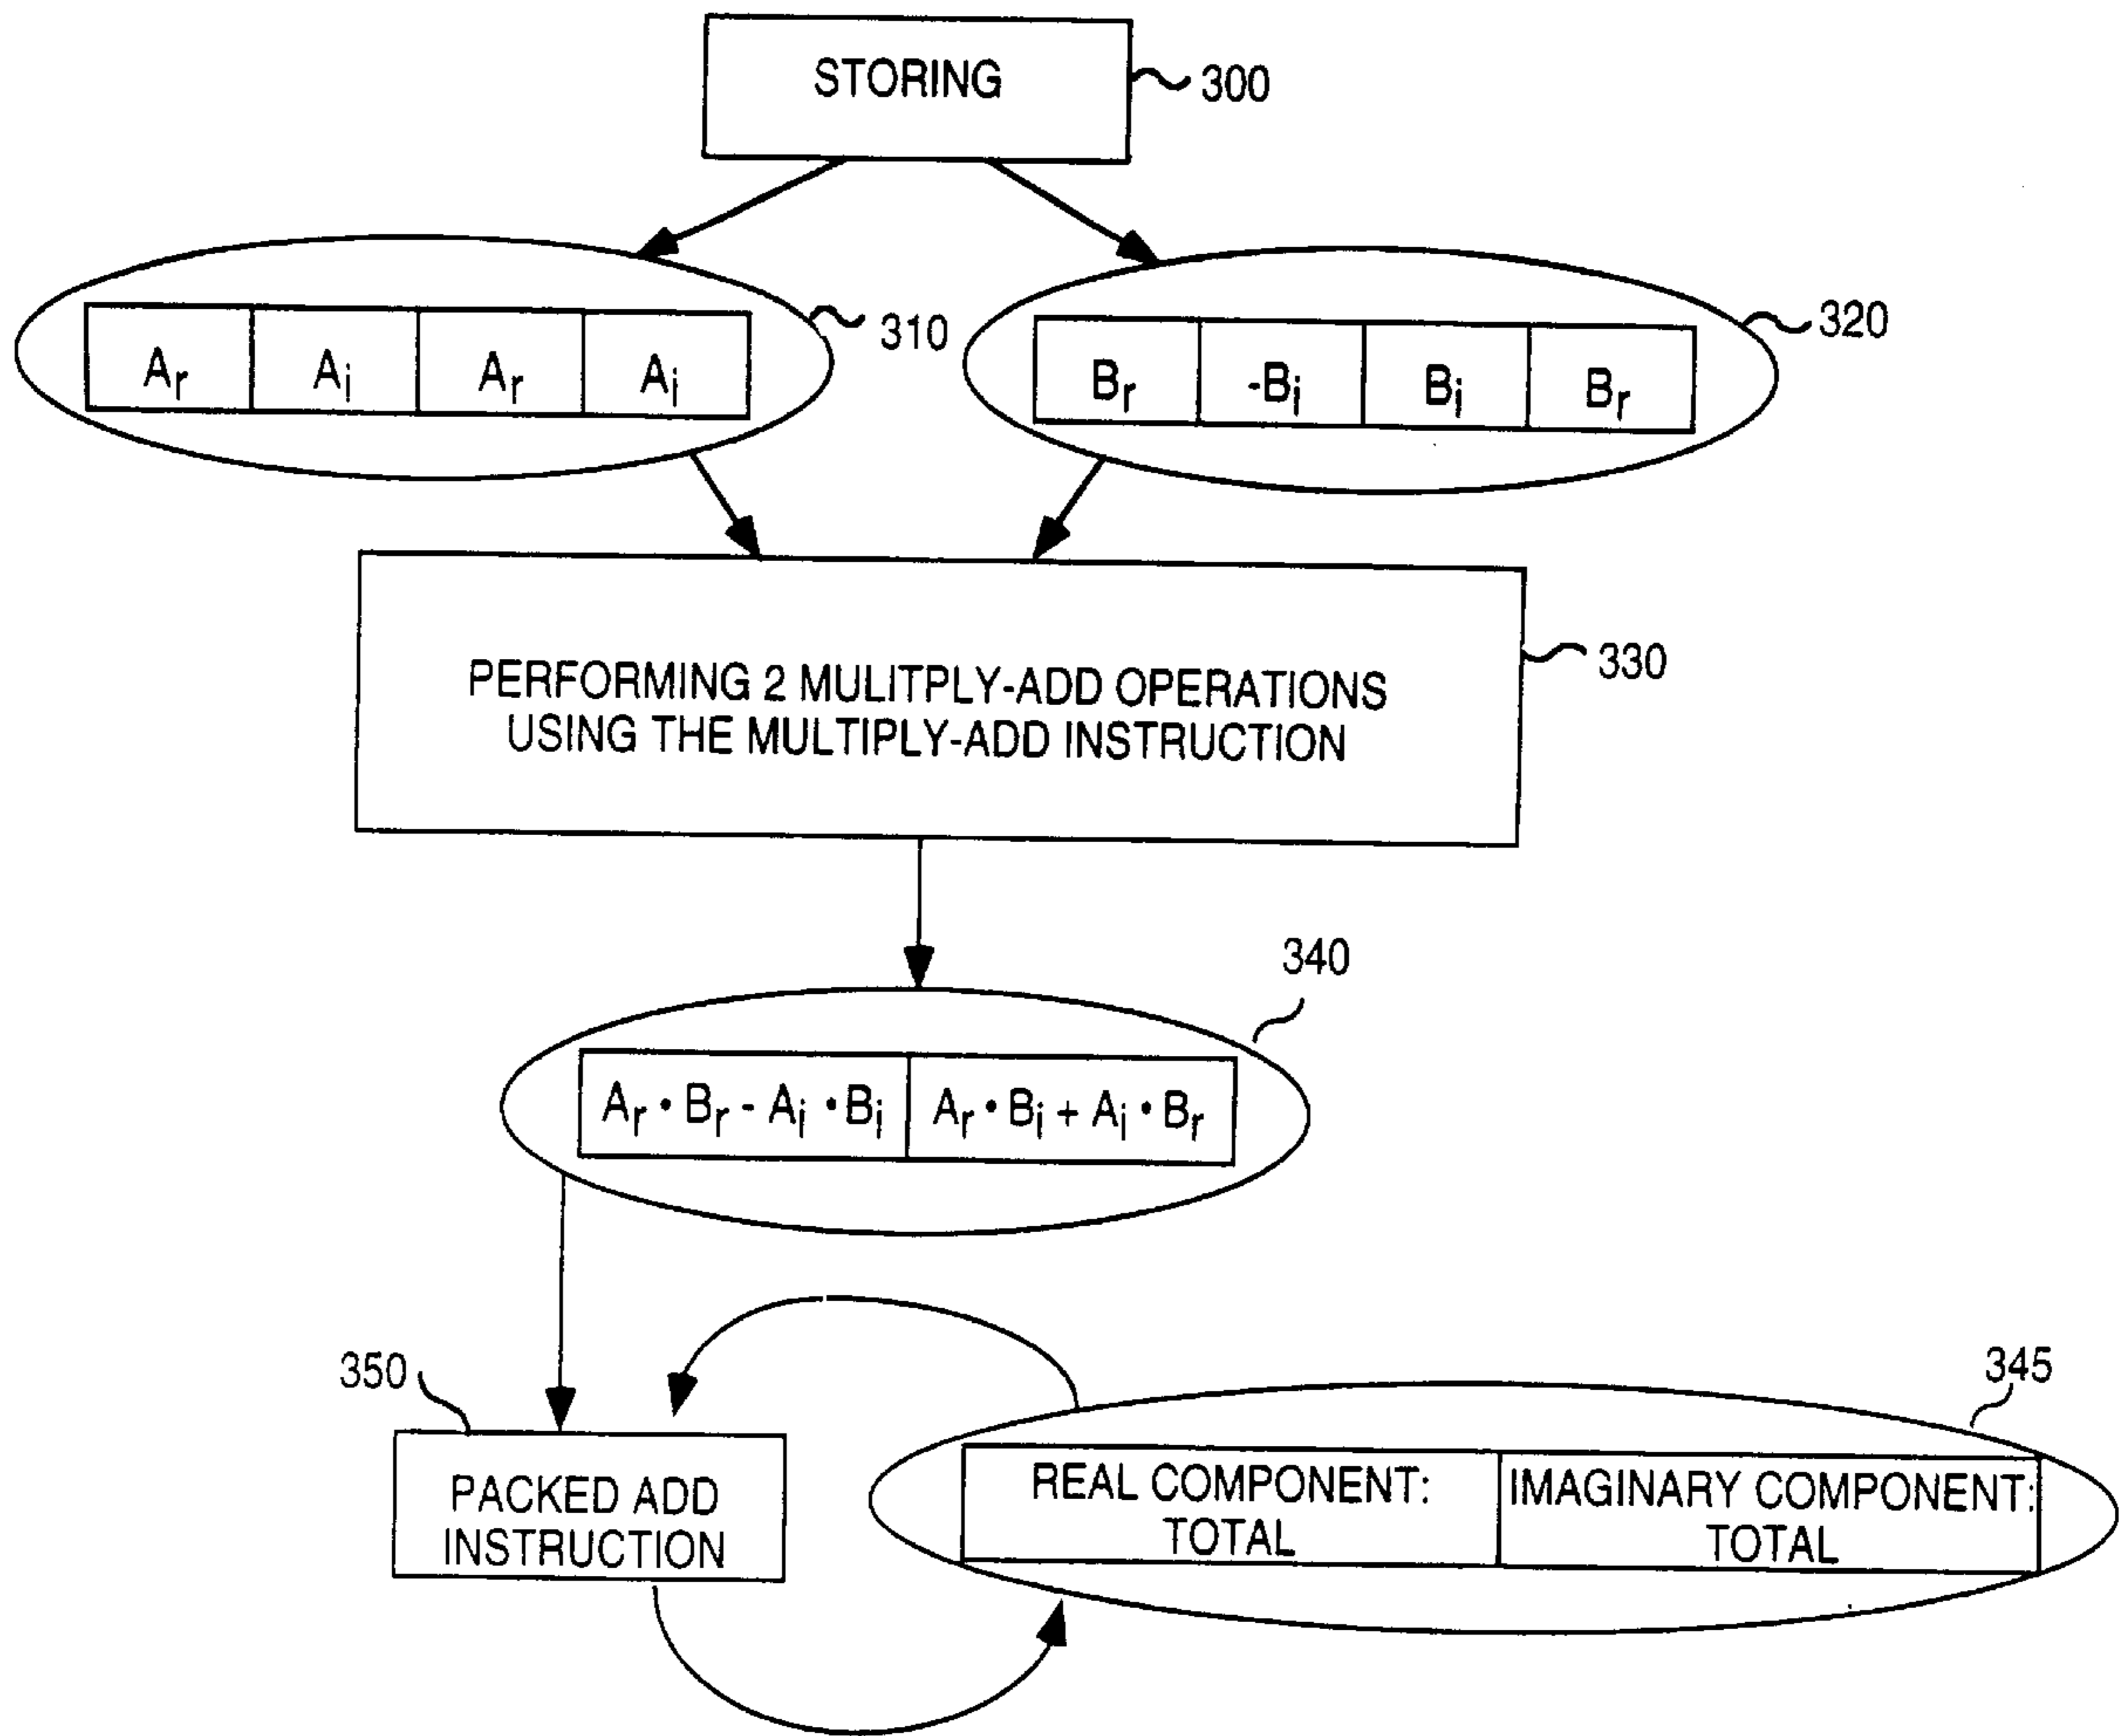 STORING
300
310
320
Ar Ai Ar Ai
Br -Bi Bi Br
330
PERFORMING 2 MULITPLY-ADD OPERATIONS
USING THE MULTIPLY-ADD INSTRUCTION
340
Ar • Br - Ai • Bi Ar • Bi + Ai • Br
350
345
PACKED ADD
INSTRUCTION
REAL COMPONENT:
TOTAL
IMAGINARY COMPONENT:
TOTAL